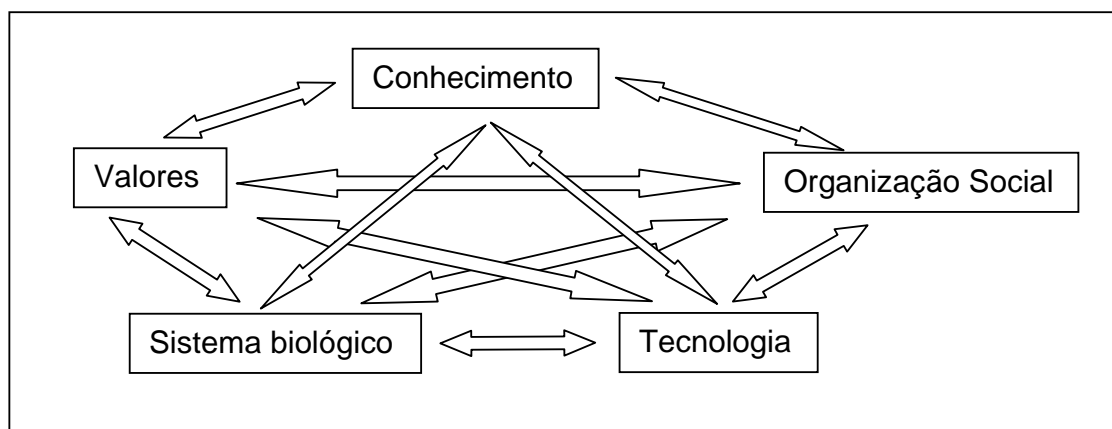 Conhecimento
Valores
Organização Social
Sistema biológico
Tecnologia